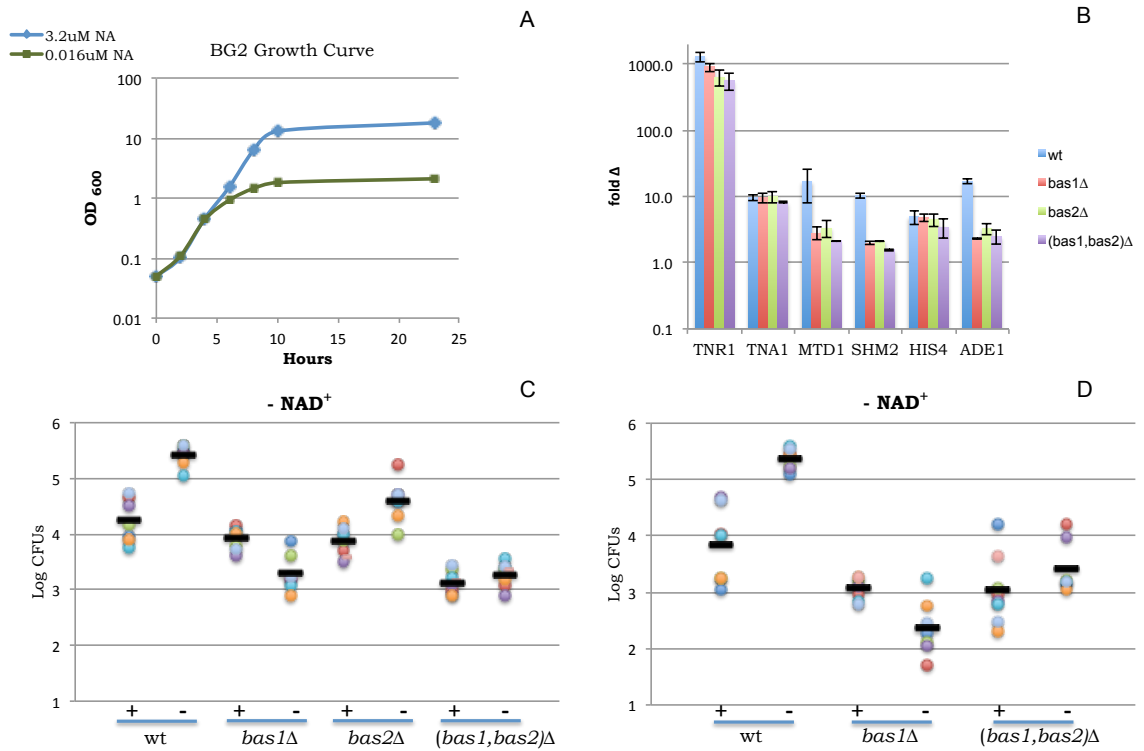 A
3.2uM NA
0.016uM NA
BG2 Growth Curve
100
10
1
0.1
0.01
OD 600
0 5 10 15 20 25
Hours
B
1000.0
100.0
10.0
1.0
0.1
fold Δ
TNR1 TNA1 MTD1 SHM2 HIS4 ADE1
wt
bas1Δ
bas2Δ
(bas1,bas2)Δ
C
- NAD+
6
5
4
3
2
1
Log CFUs
+ - + - + - + -
wt bas1Δ bas2Δ (bas1,bas2)Δ
D
- NAD+
6
5
4
3
2
1
Log CFUs
+ - + - + -
wt bas1Δ (bas1,bas2)Δ